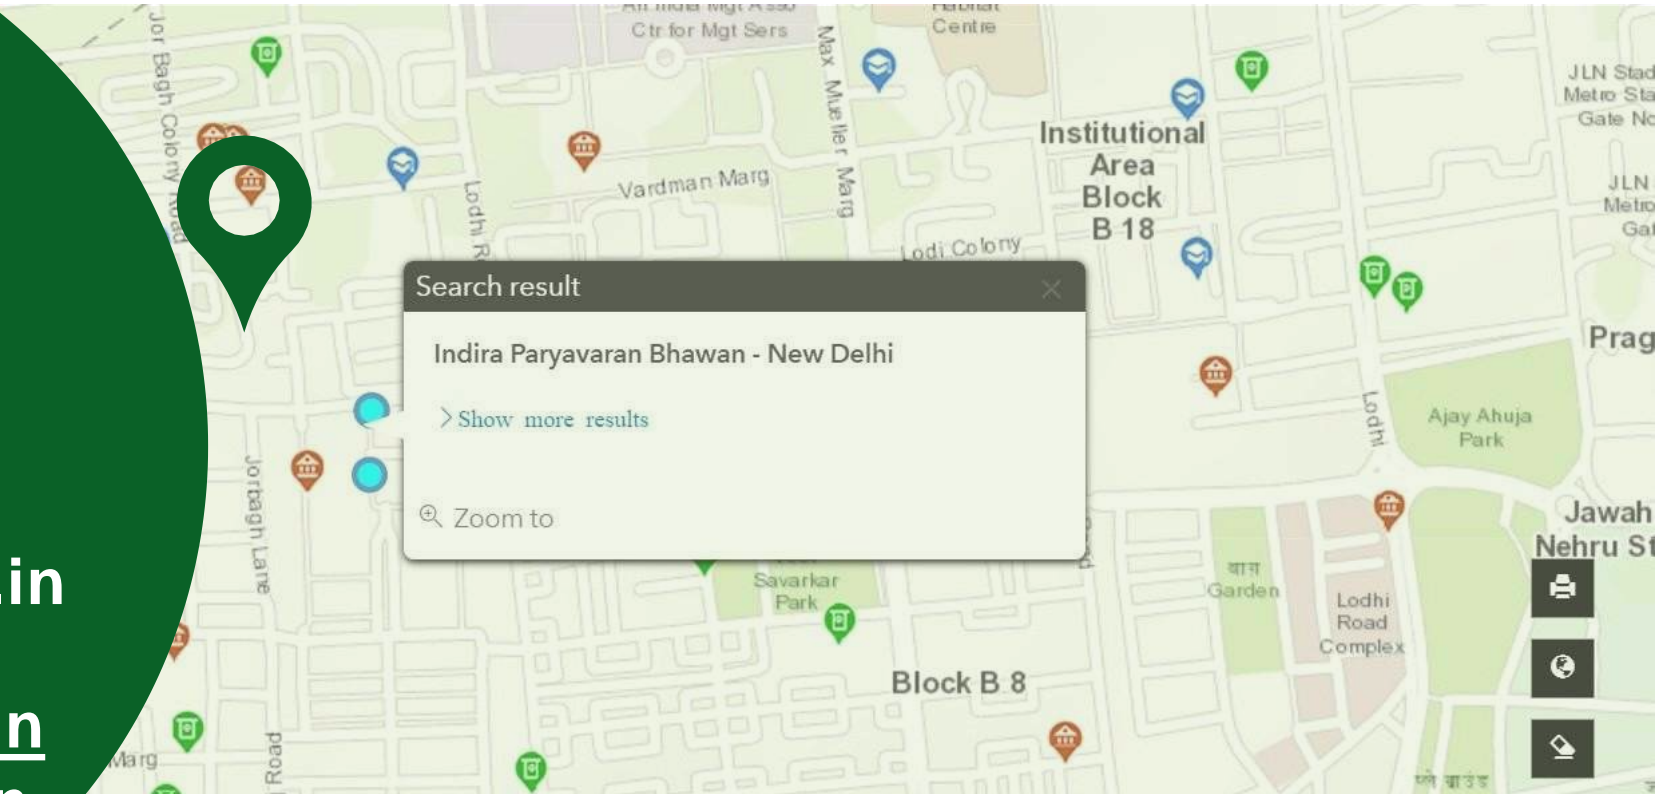 Jor Bagh Colony Road
Ctr for Mgt Sers
Centre
Max Mueller Marg
Institutional
Area
Block
B 18
JLN Stad
Metro Sta
Gate No
JLN
Metro
Gat
Vardman Marg
Lodhi R
Lodi Colony
Search result
Indira Paryavaran Bhawan - New Delhi
Show more results
Zoom to
Prag
Lodhi
Ajay Ahuja
Park
Jorbagh Lane
Jawah
Nehru St
.in
Savarkar
Park
बाग
Garden
Lodhi
Road
Complex
Block B 8
n
Marg
Road